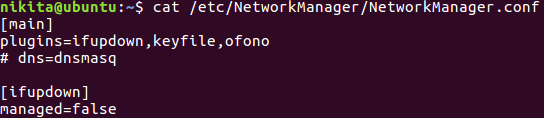 nikita@ubuntu:~$ cat /etc/NetworkManager/NetworkManager.conf
[main]
plugins=ifupdown,keyfile,ofono
# dns=dnsmasq

[ifupdown]
managed=false